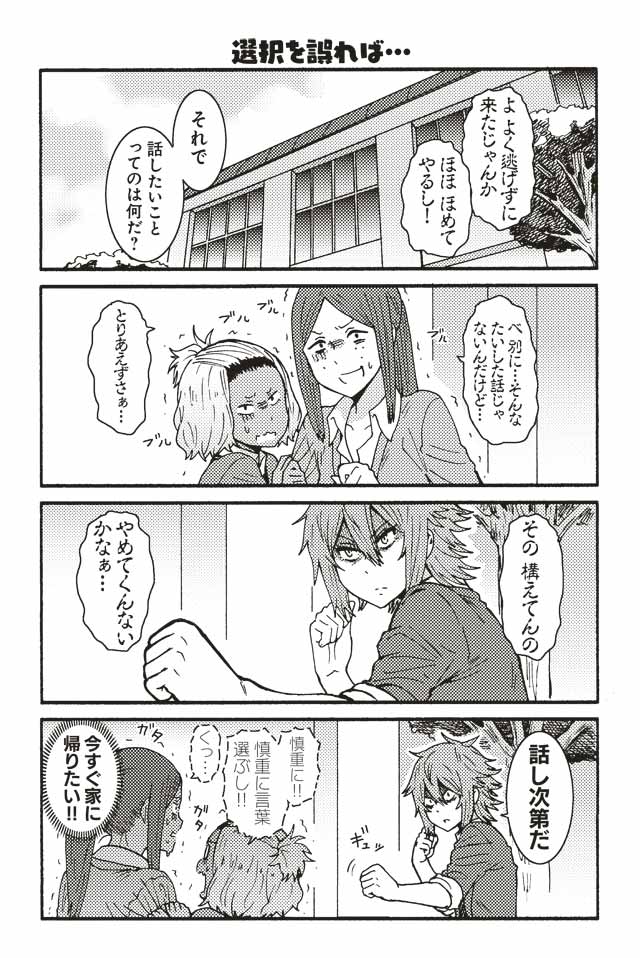 選択を誤れば…
よ よく逃げずに
来たじゃんか
ほほ ほめて
やるし!
それで
話したいこと
ってのは何だ?
べ 別に…そんな
たいした話じゃ
ないんだけど…
ブル
ブル
ブル
ブル
とりあえずさぁ…
その 構えてんの
やめてくんない
かなぁ…
話し次第だ
ギュッ
慎重に!!
慎重に言葉
選ぶし!!
くっ…
ガタ
ガタ
今すぐ家に
帰りたい!!